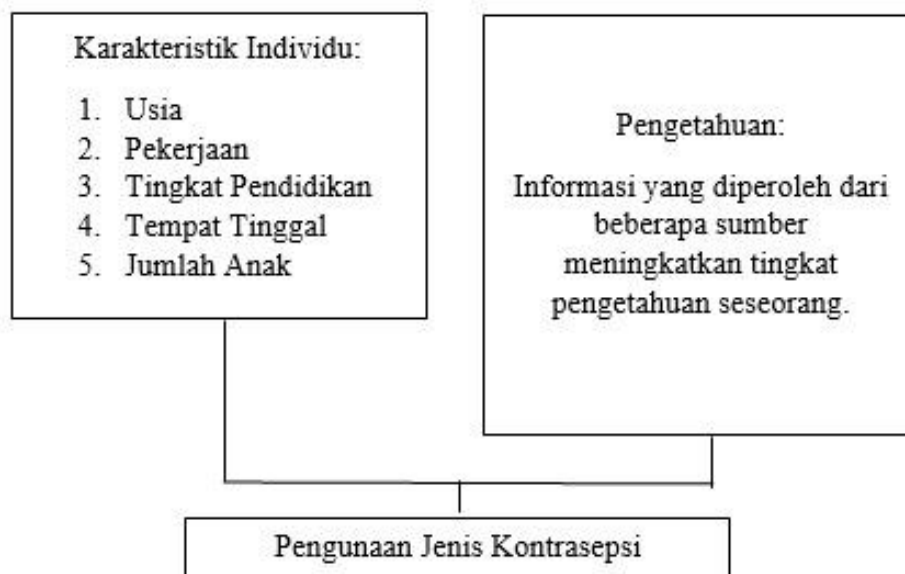 Karakteristik Individu:
1. Usia
2. Pekerjaan
3. Tingkat Pendidikan
4. Tempat Tinggal
5. Jumlah Anak
Pengetahuan:
Informasi yang diperoleh dari
beberapa sumber
meningkatkan tingkat
pengetahuan seseorang.
Pengunaan Jenis Kontrasepsi